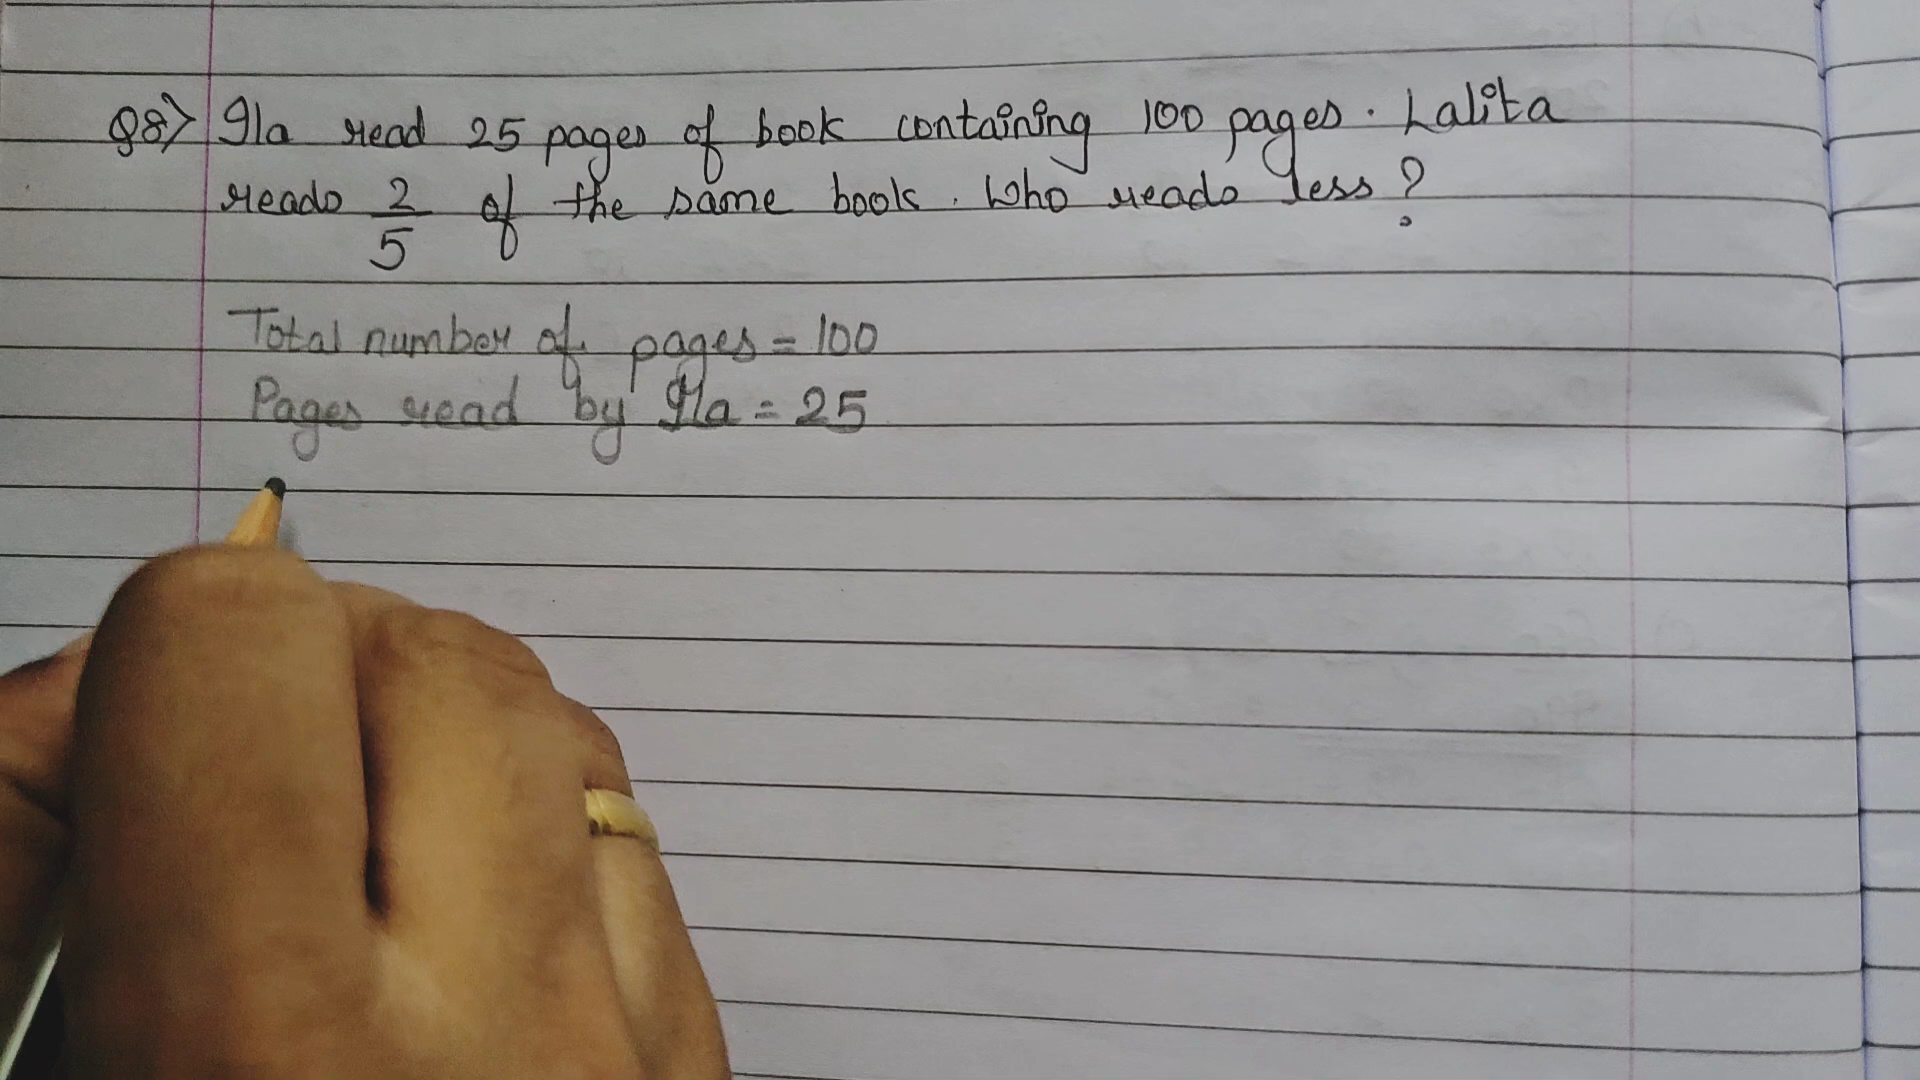 Q8> Ila read 25 pages of book containing 100 pages. Lalita
reads 2/5 of the same book. Who reads less?
Total number of pages = 100
Pages read by Ila = 25